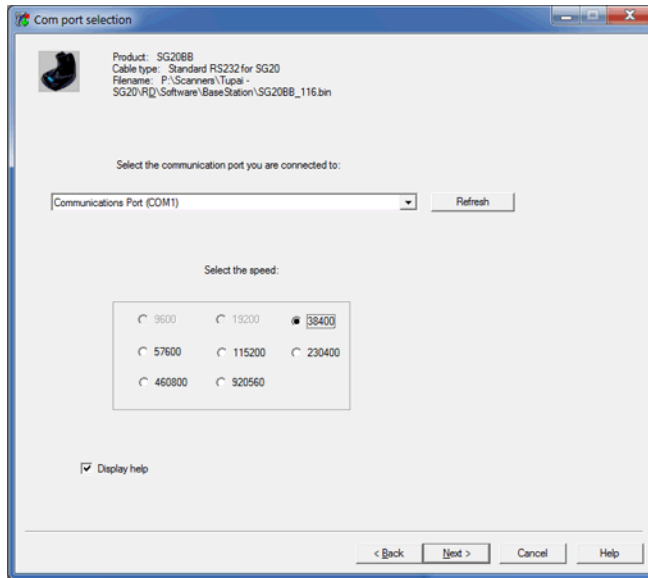 Com port selection
Product: SG20BB
Cable type: Standard RS232 for SG20
Filename: P:\Scanners\Tupai -
SG20\RD\Software\BaseStation\SG20BB_116.bin
Select the communication port you are connected to:
Communications Port (COM1)
Refresh
Select the speed:
9600 19200 38400
57600 115200 230400
460800 920560
Display help
< Back Next > Cancel Help